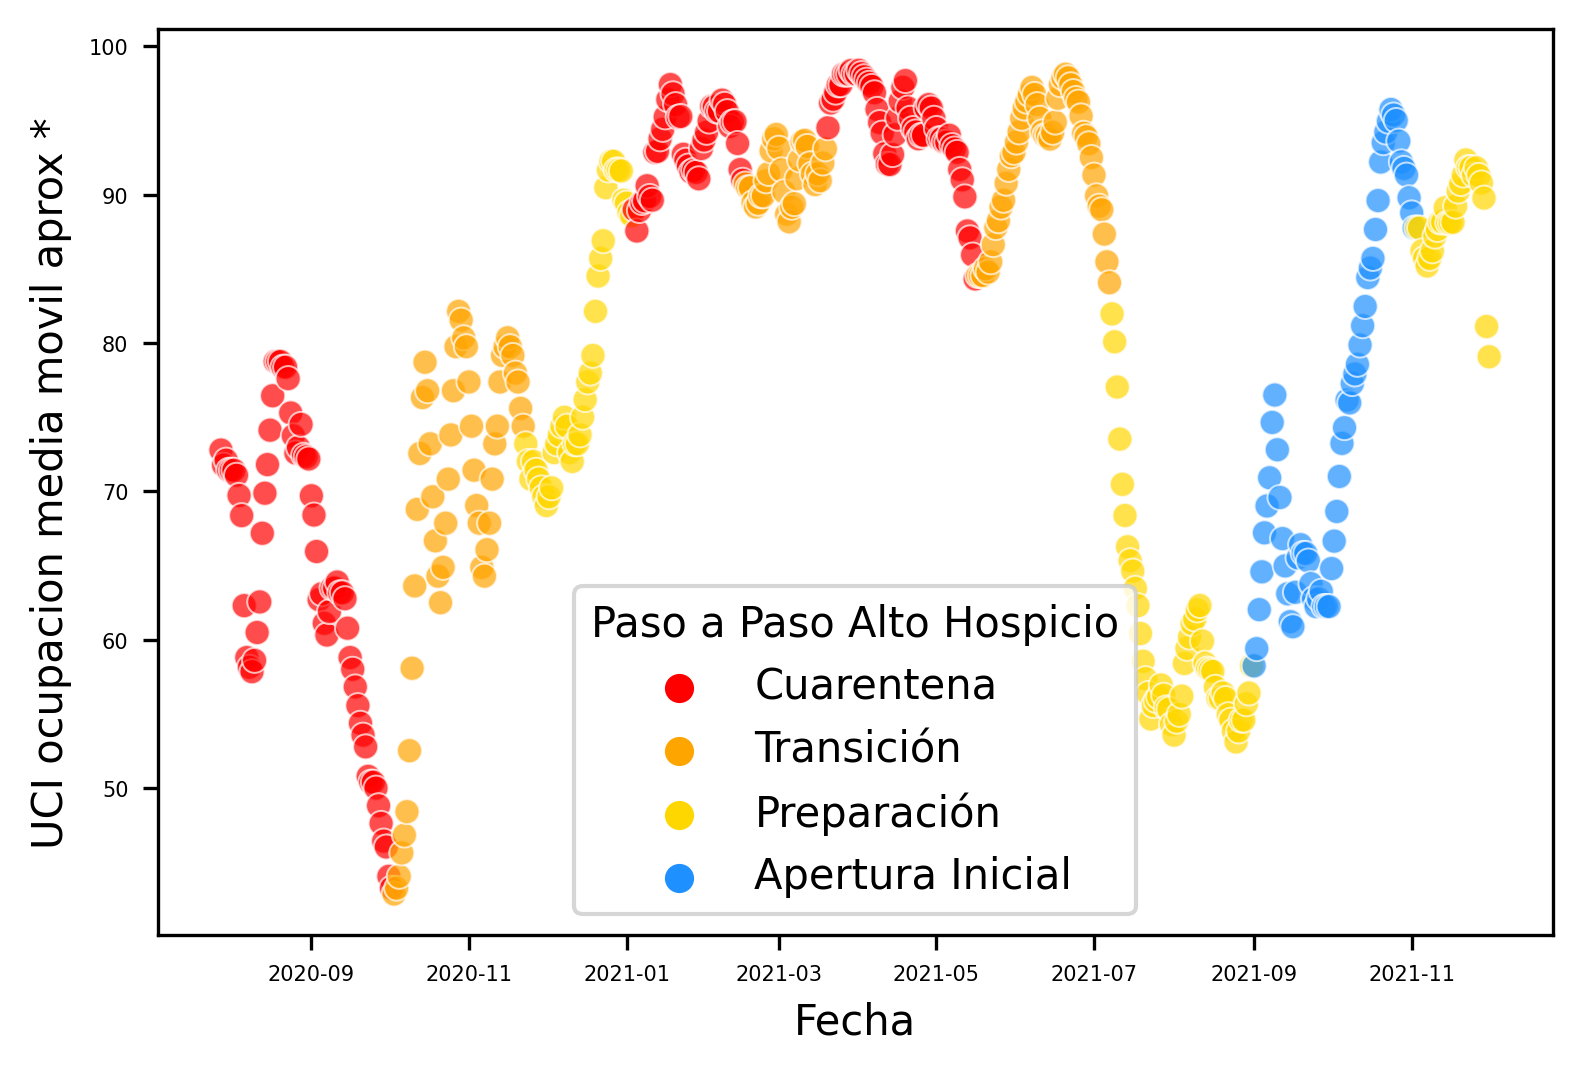 UCI ocupacion media movil aprox *
100
90
80
70
60
50
Paso a Paso Alto Hospicio
Cuarentena
Transición
Preparación
Apertura Inicial
2020-09 2020-11 2021-01 2021-03 2021-05 2021-07 2021-09 2021-11
Fecha